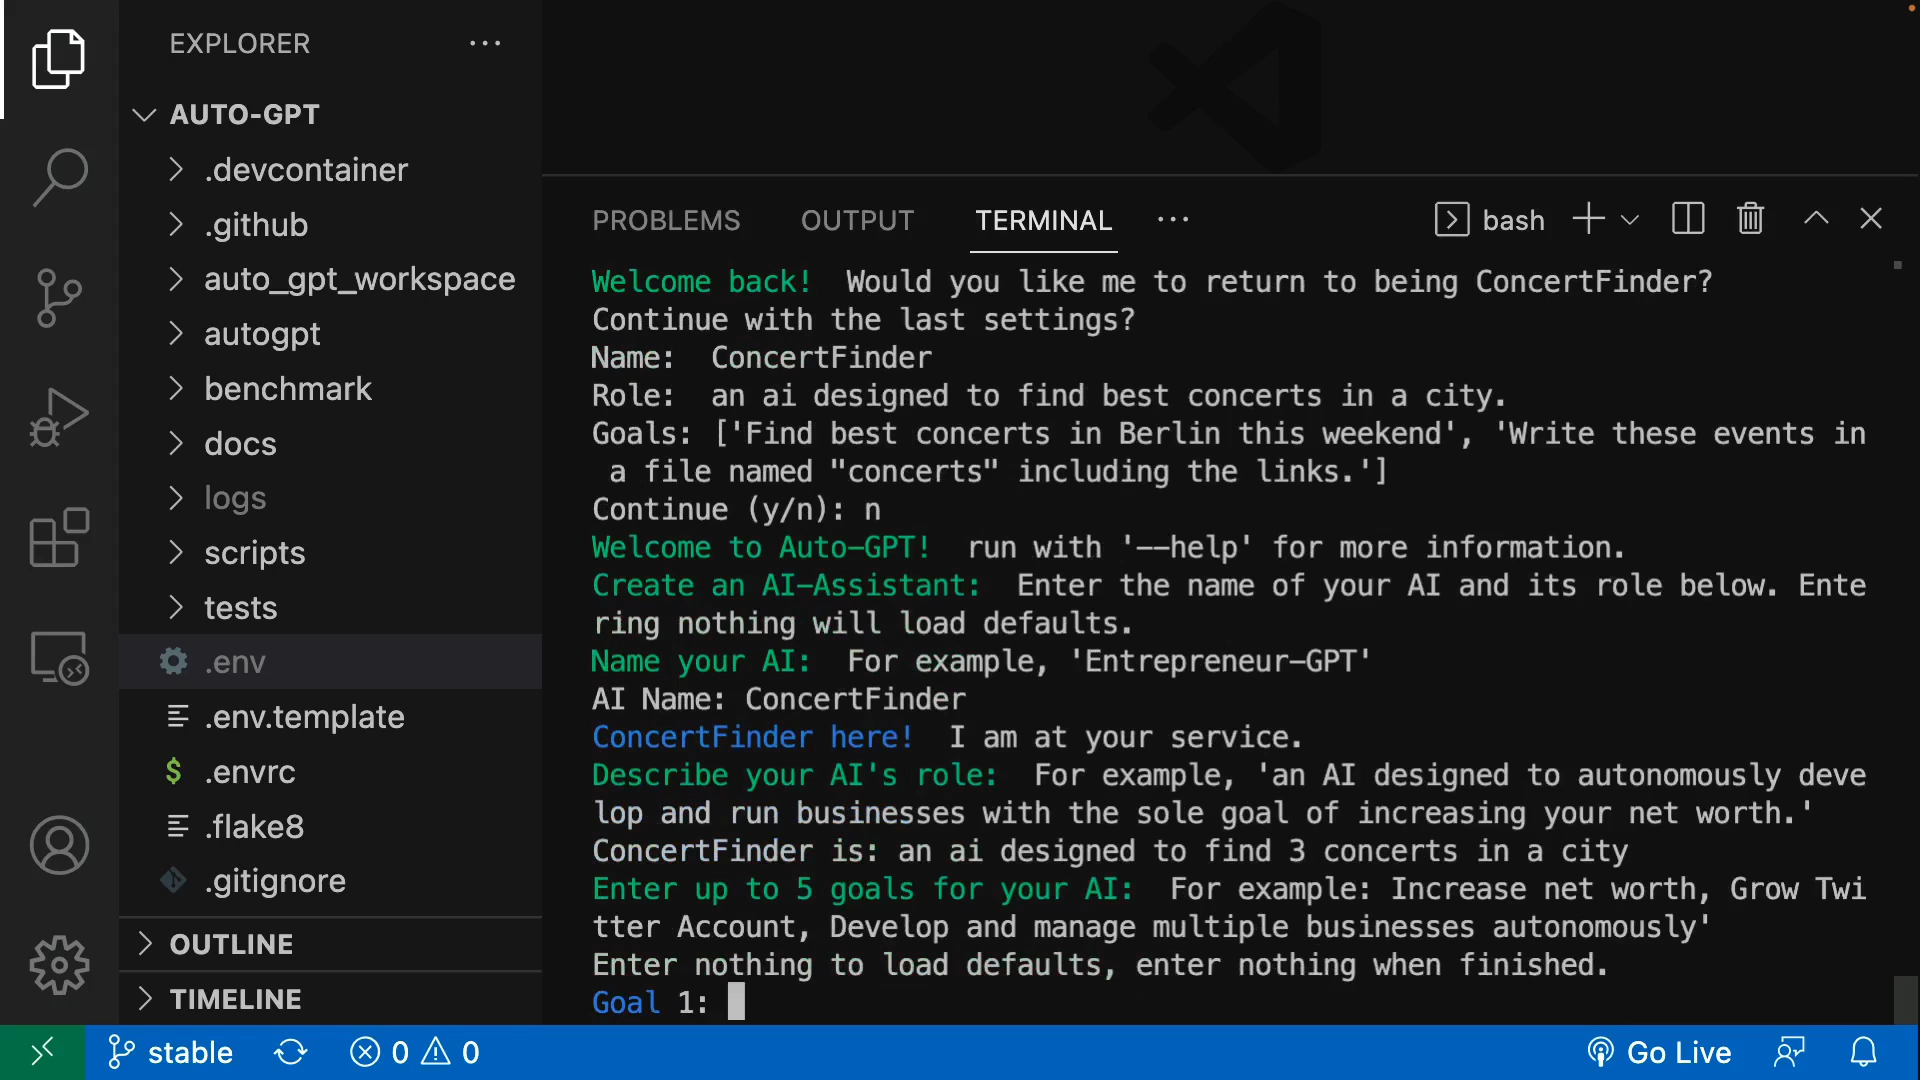 EXPLORER
AUTO-GPT
.devcontainer
.github
auto_gpt_workspace
autogpt
benchmark
docs
logs
scripts
tests
.env
.env.template
.envrc
.flake8
.gitignore
OUTLINE
TIMELINE
PROBLEMS OUTPUT TERMINAL bash
Welcome back!  Would you like me to return to being ConcertFinder?
Continue with the last settings?
Name:  ConcertFinder
Role:  an ai designed to find best concerts in a city.
Goals: ['Find best concerts in Berlin this weekend', 'Write these events in
 a file named "concerts" including the links.']
Continue (y/n): n
Welcome to Auto-GPT!  run with '--help' for more information.
Create an AI-Assistant:  Enter the name of your AI and its role below. Ente
ring nothing will load defaults.
Name your AI:  For example, 'Entrepreneur-GPT'
AI Name: ConcertFinder
ConcertFinder here!  I am at your service.
Describe your AI's role:  For example, 'an AI designed to autonomously deve
lop and run businesses with the sole goal of increasing your net worth.'
ConcertFinder is: an ai designed to find 3 concerts in a city
Enter up to 5 goals for your AI:  For example: Increase net worth, Grow Twi
tter Account, Develop and manage multiple businesses autonomously'
Enter nothing to load defaults, enter nothing when finished.
Goal 1:
stable 0 0 Go Live